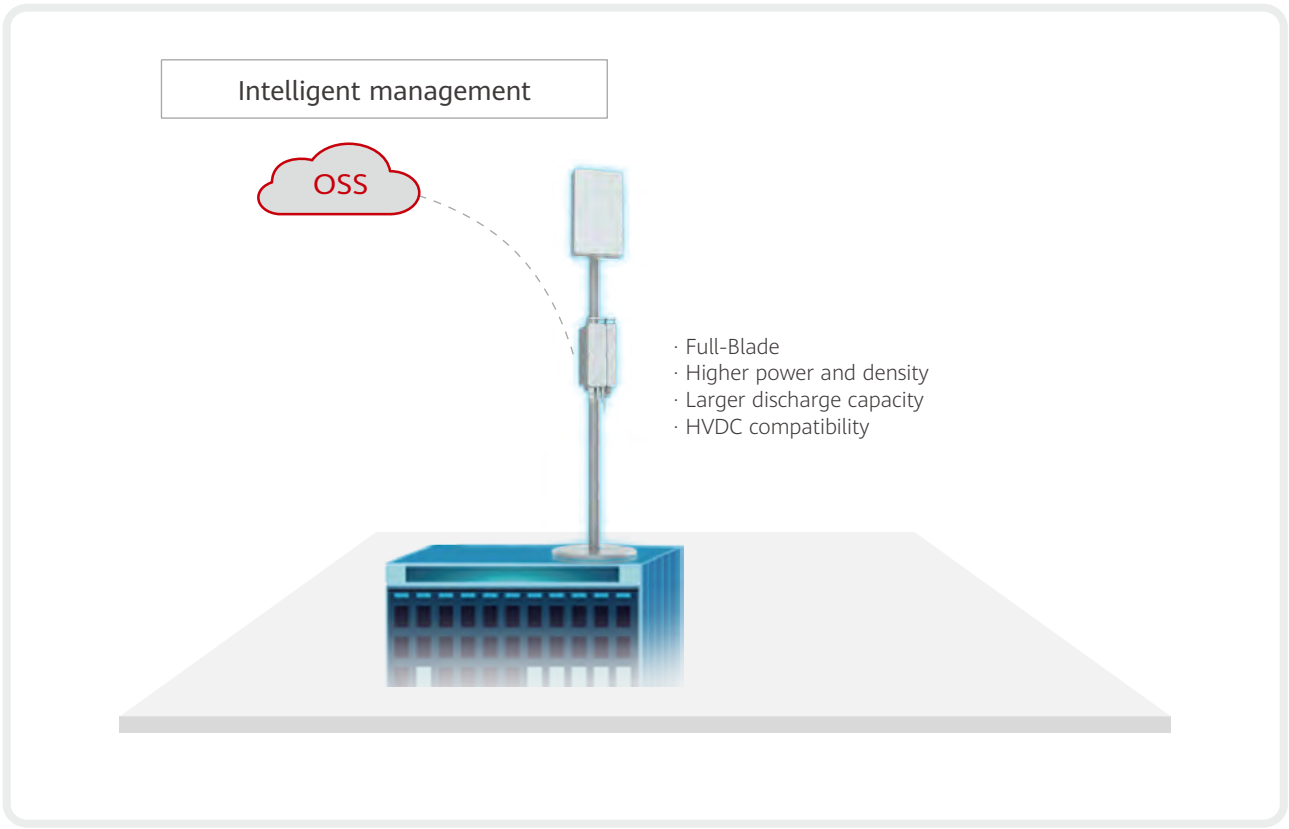 Intelligent management
OSS
· Full-Blade
· Higher power and density
· Larger discharge capacity
· HVDC compatibility